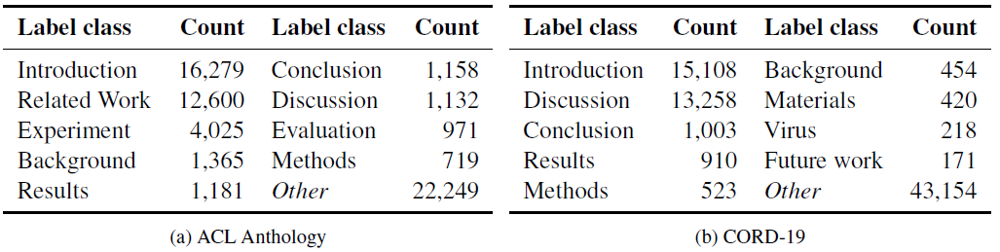 Label class Count Label class Count
Introduction 16,279 Conclusion 1,158
Related Work 12,600 Discussion 1,132
Experiment 4,025 Evaluation 971
Background 1,365 Methods 719
Results 1,181 Other 22,249
(a) ACL Anthology
Label class Count Label class Count
Introduction 15,108 Background 454
Discussion 13,258 Materials 420
Conclusion 1,003 Virus 218
Results 910 Future work 171
Methods 523 Other 43,154
(b) CORD-19